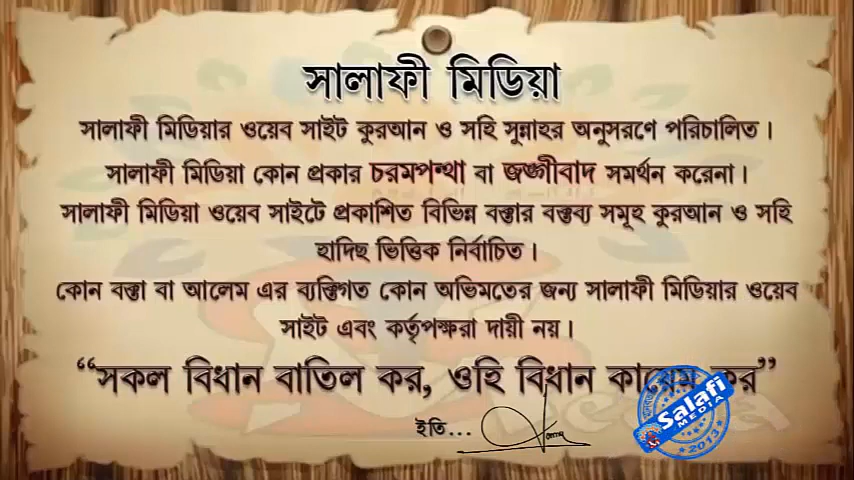 সালাফী মিডিয়া
সালাফী মিডিয়ার ওয়েব সাইট কুরআন ও সহি সুন্নাহর অনুসরণে পরিচালিত।
সালাফী মিডিয়া কোন প্রকার চরমপন্থা বা জঙ্গীবাদ সমর্থন করেনা।
সালাফী মিডিয়া ওয়েব সাইটে প্রকাশিত বিভিন্ন বক্তার বক্তব্য সমূহ কুরআন ও সহি
হাদিছ ভিত্তিক নির্বাচিত।
কোন বক্তা বা আলেম এর ব্যক্তিগত কোন অভিমতের জন্য সালাফী মিডিয়ার ওয়েব
সাইট এবং কর্তৃপক্ষরা দায়ী নয়।
“সকল বিধান বাতিল কর, ওহি বিধান কায়েম কর”
ইতি...
Salafi
MEDIA
2013